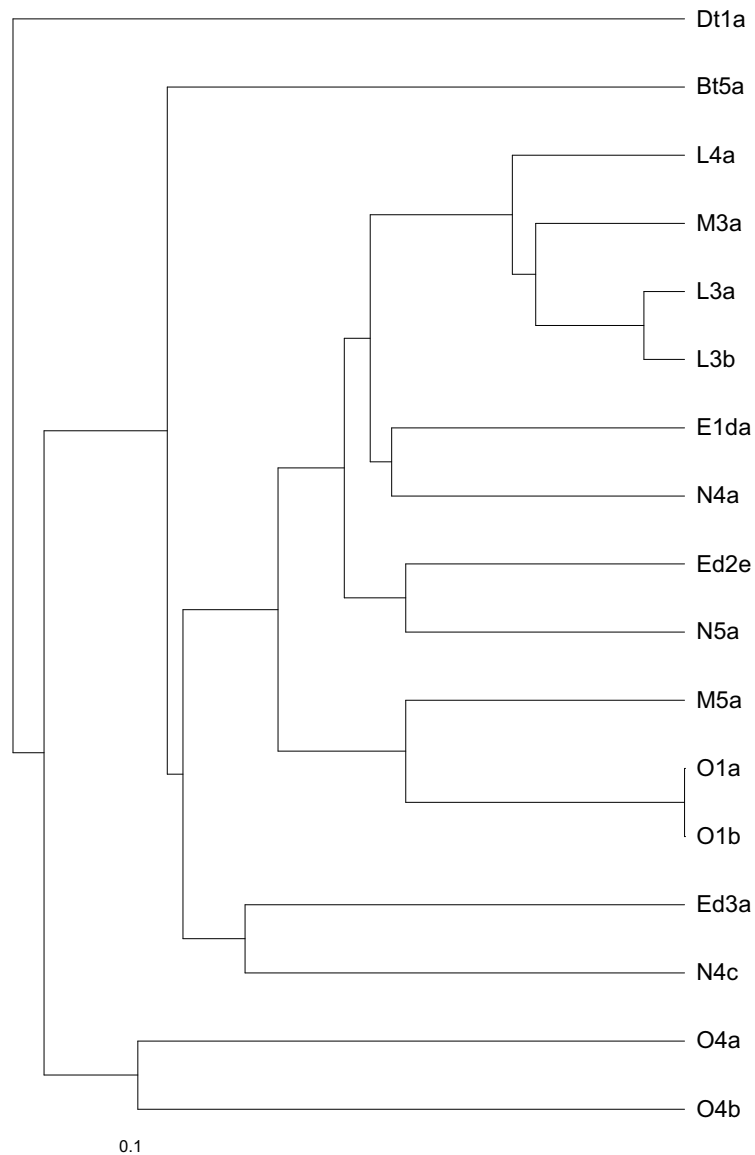 Dt1a
Bt5a
L4a
M3a
L3a
L3b
E1da
N4a
Ed2e
N5a
M5a
O1a
O1b
Ed3a
N4c
O4a
O4b
0.1